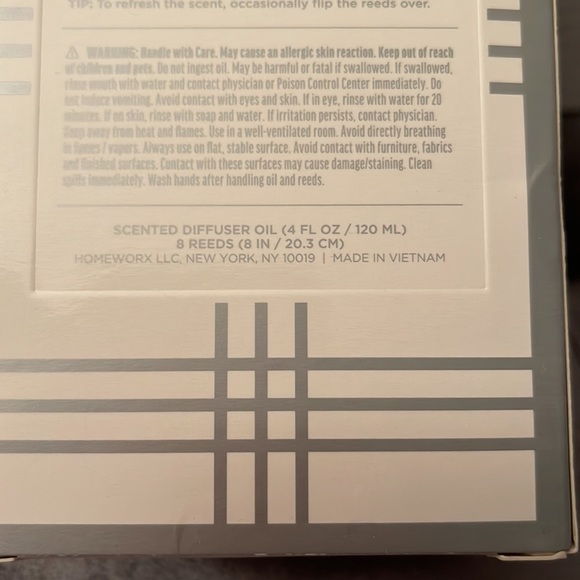 TIP: To refresh the scent, occasionally flip the reeds over.
⚠ WARNING: Handle with Care. May cause an allergic skin reaction. Keep out of reach
of children and pets. Do not ingest oil. May be harmful or fatal if swallowed. If swallowed,
rinse mouth with water and contact physician or Poison Control Center immediately. Do
not induce vomiting. Avoid contact with eyes and skin. If in eye, rinse with water for 20
minutes. If on skin, rinse with soap and water. If irritation persists, contact physician.
Keep away from heat and flames. Use in a well-ventilated room. Avoid directly breathing
in fumes / vapors. Always use on flat, stable surface. Avoid contact with furniture, fabrics
and finished surfaces. Contact with these surfaces may cause damage/staining. Clean
spills immediately. Wash hands after handling oil and reeds.
SCENTED DIFFUSER OIL (4 FL OZ / 120 ML)
8 REEDS (8 IN / 20.3 CM)
HOMEWORX LLC, NEW YORK, NY 10019 | MADE IN VIETNAM